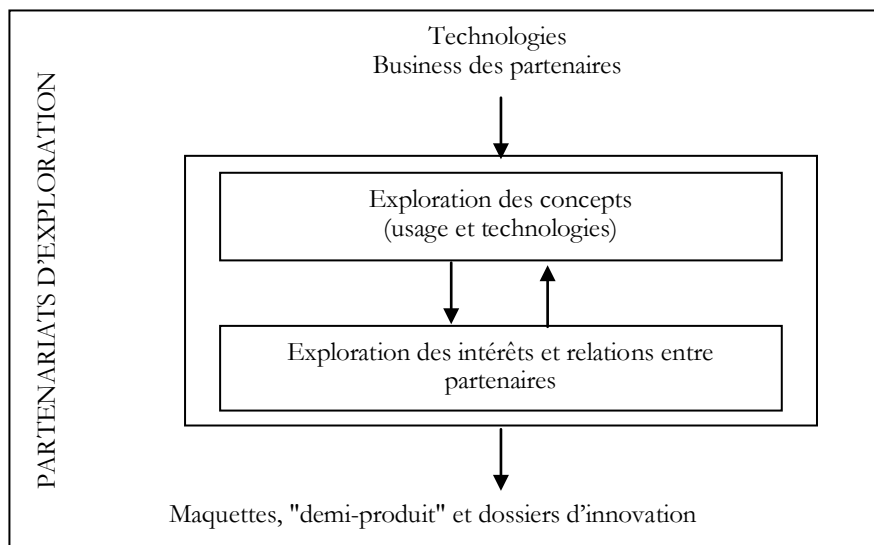 PARTENARIATS D'EXPLORATION
Technologies
Business des partenaires
Exploration des concepts
(usage et technologies)
Exploration des intérêts et relations entre
partenaires
Maquettes, "demi-produit" et dossiers d’innovation